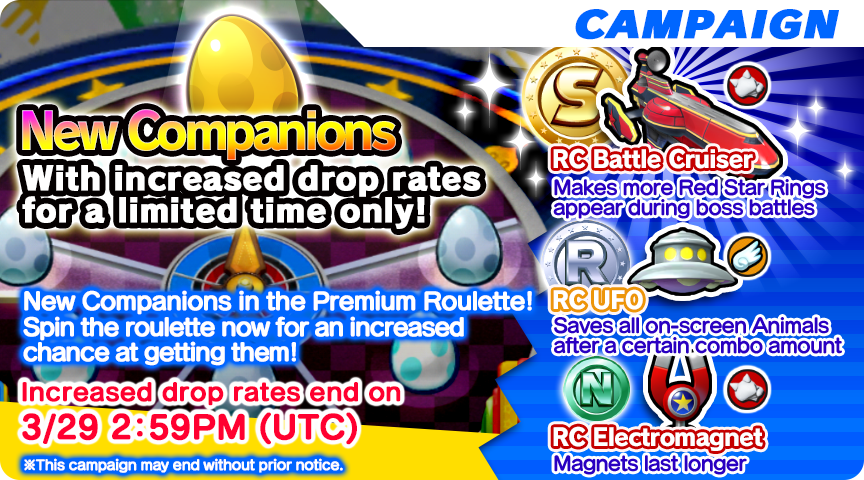 CAMPAIGN
New Companions
With increased drop rates
for a limited time only!
New Companions in the Premium Roulette!
Spin the roulette now for an increased
chance at getting them!
Increased drop rates end on
3/29 2:59PM (UTC)
※This campaign may end without prior notice.
S
RC Battle Cruiser
Makes more Red Star Rings
appear during boss battles
R
RC UFO
Saves all on-screen Animals
after a certain combo amount
N
RC Electromagnet
Magnets last longer